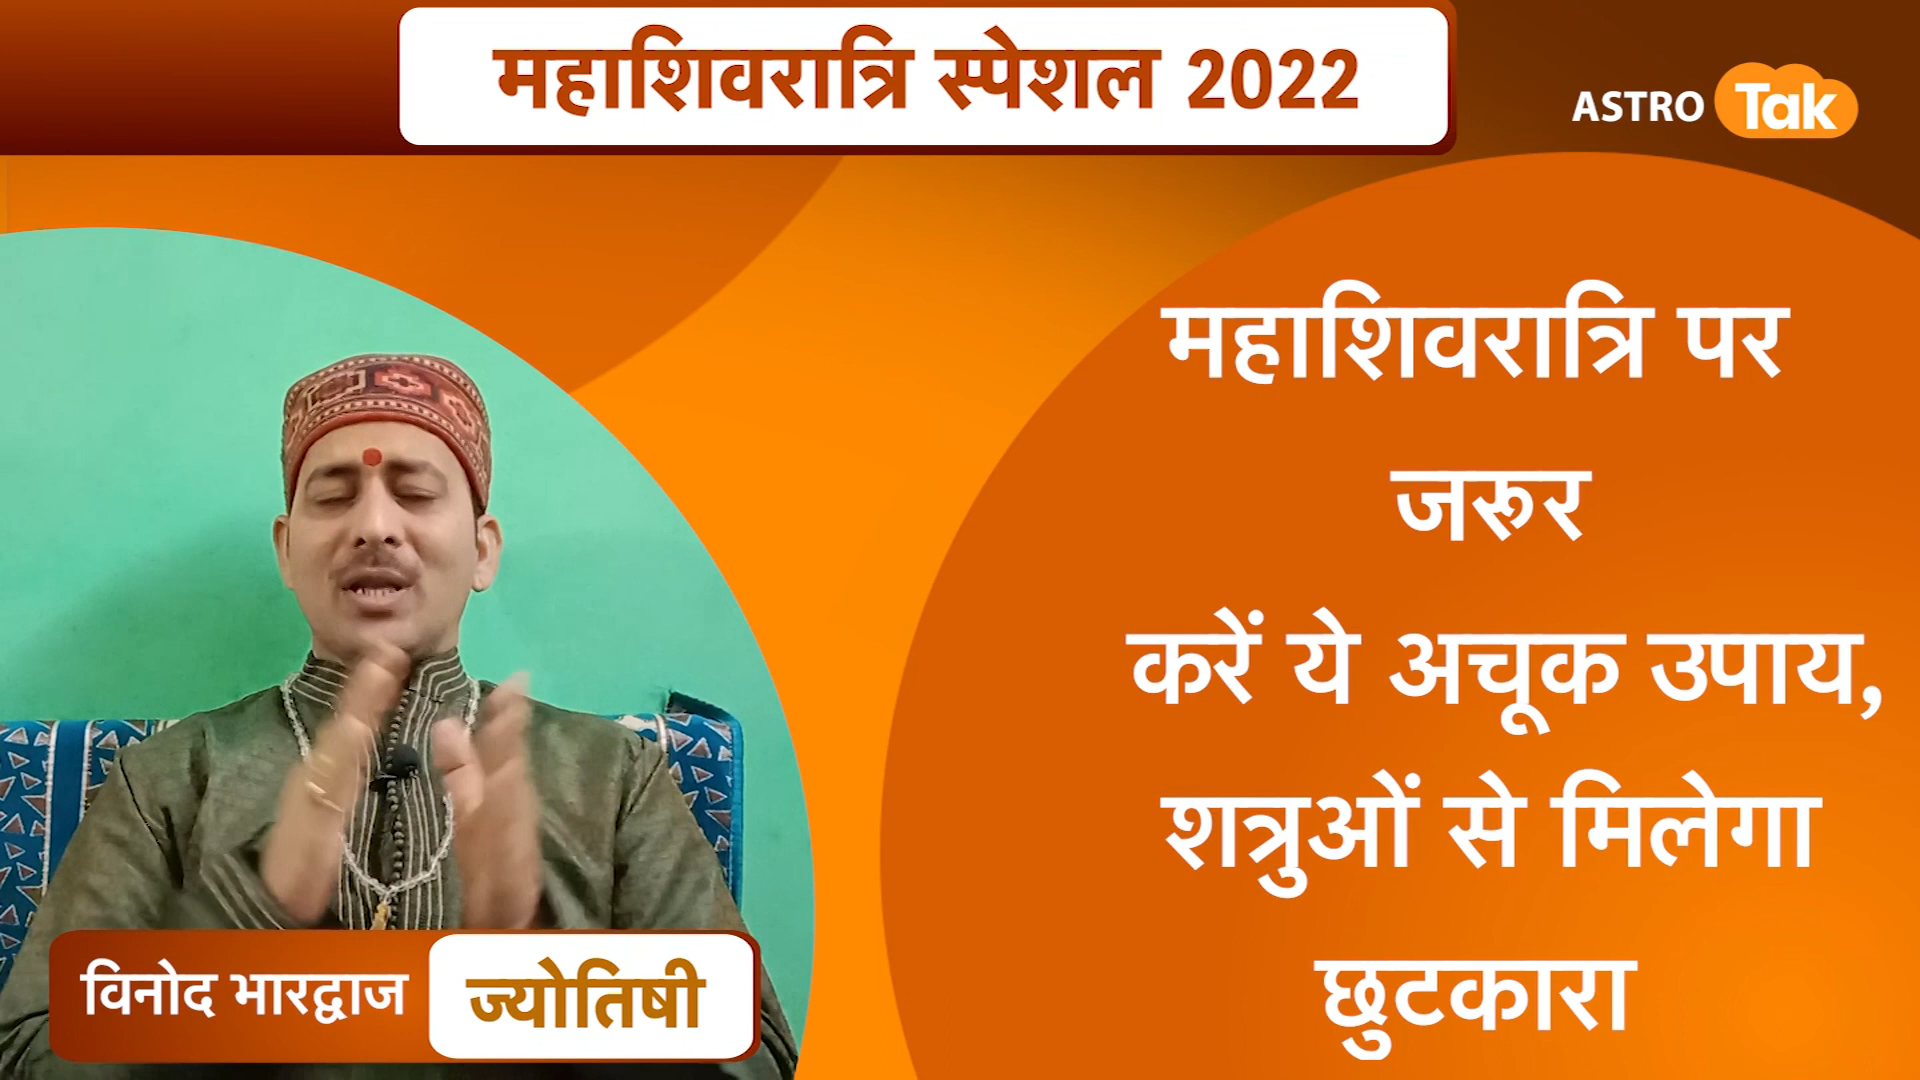 महाशिवरात्रि स्पेशल 2022
ASTRO Tak
महाशिवरात्रि पर
जरूर
करें ये अचूक उपाय,
शत्रुओं से मिलेगा
छुटकारा
विनोद भारद्वाज ज्योतिषी